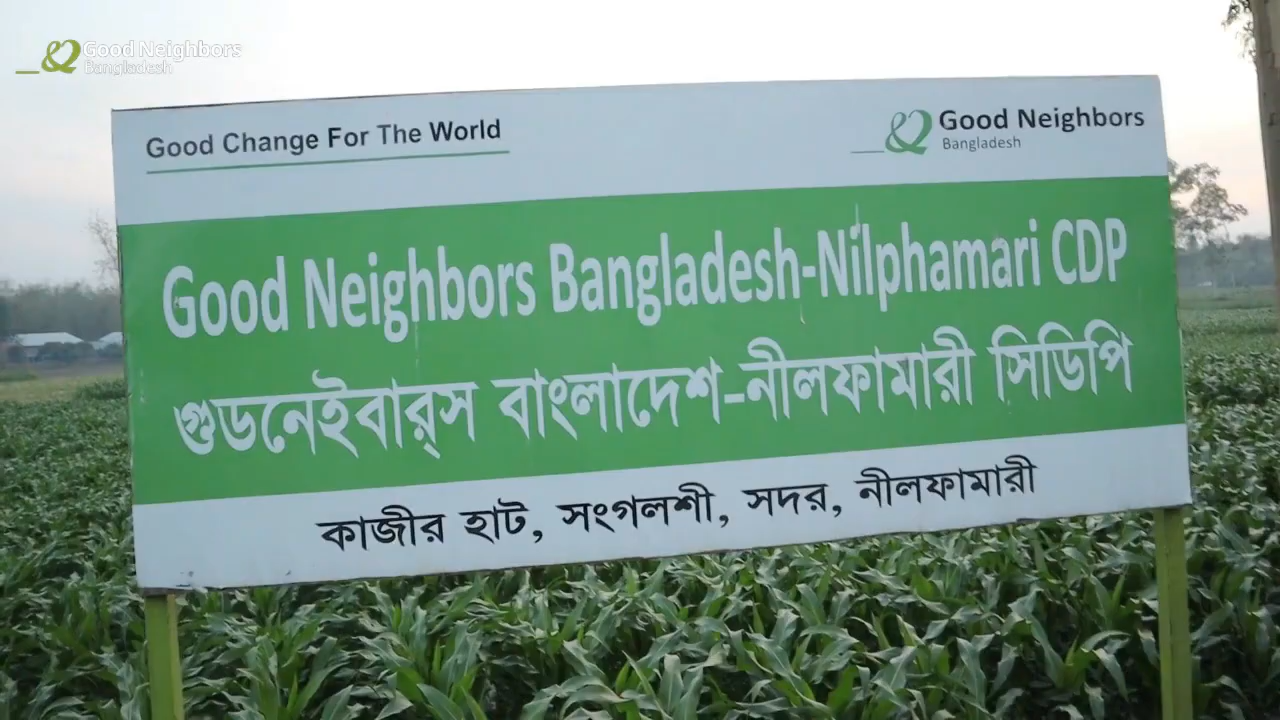 Good Neighbors
Bangladesh
Good Change For The World
Good Neighbors
Bangladesh
Good Neighbors Bangladesh-Nilphamari CDP
গুডনেইবার্স বাংলাদেশ-নীলফামারী সিডিপি
কাজীর হাট, সংগলশী, সদর, নীলফামারী